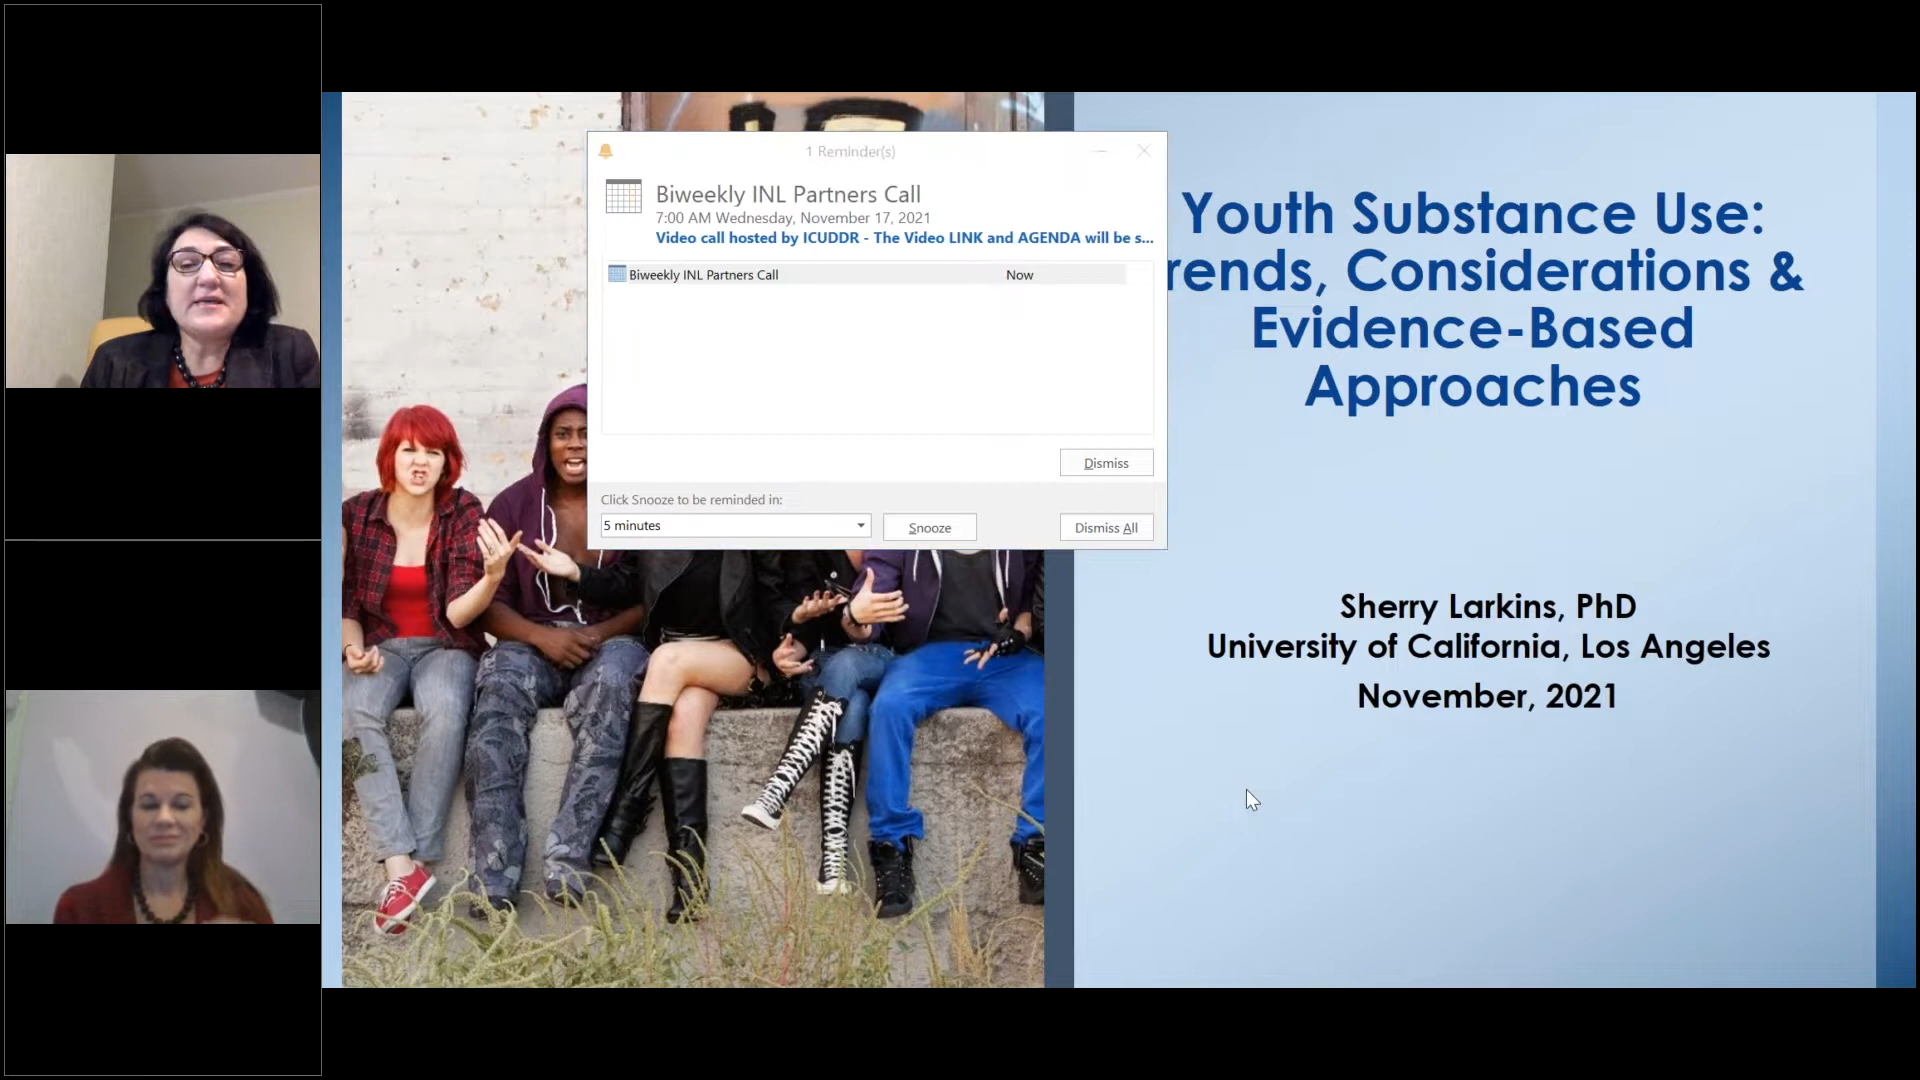 1 Reminder(s)
Biweekly INL Partners Call
7:00 AM Wednesday, November 17, 2021
Video call hosted by ICUDDR - The Video LINK and AGENDA will be s...
Biweekly INL Partners Call Now
Dismiss
Click Snooze to be reminded in:
5 minutes Snooze Dismiss All
Youth Substance Use:
rends, Considerations &
Evidence-Based
Approaches
Sherry Larkins, PhD
University of California, Los Angeles
November, 2021